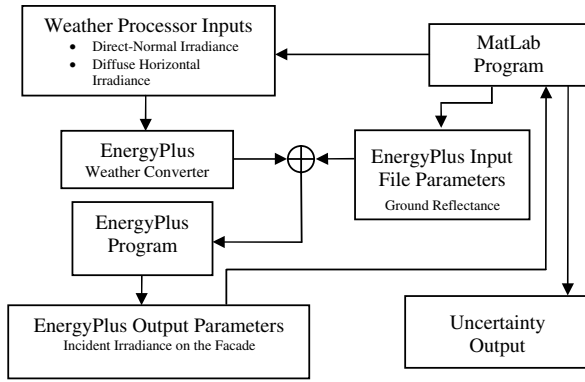 Weather Processor Inputs
• Direct-Normal Irradiance
• Diffuse Horizontal
Irradiance
MatLab
Program
EnergyPlus
Weather Converter
EnergyPlus Input
File Parameters
Ground Reflectance
EnergyPlus
Program
EnergyPlus Output Parameters
Incident Irradiance on the Facade
Uncertainty
Output